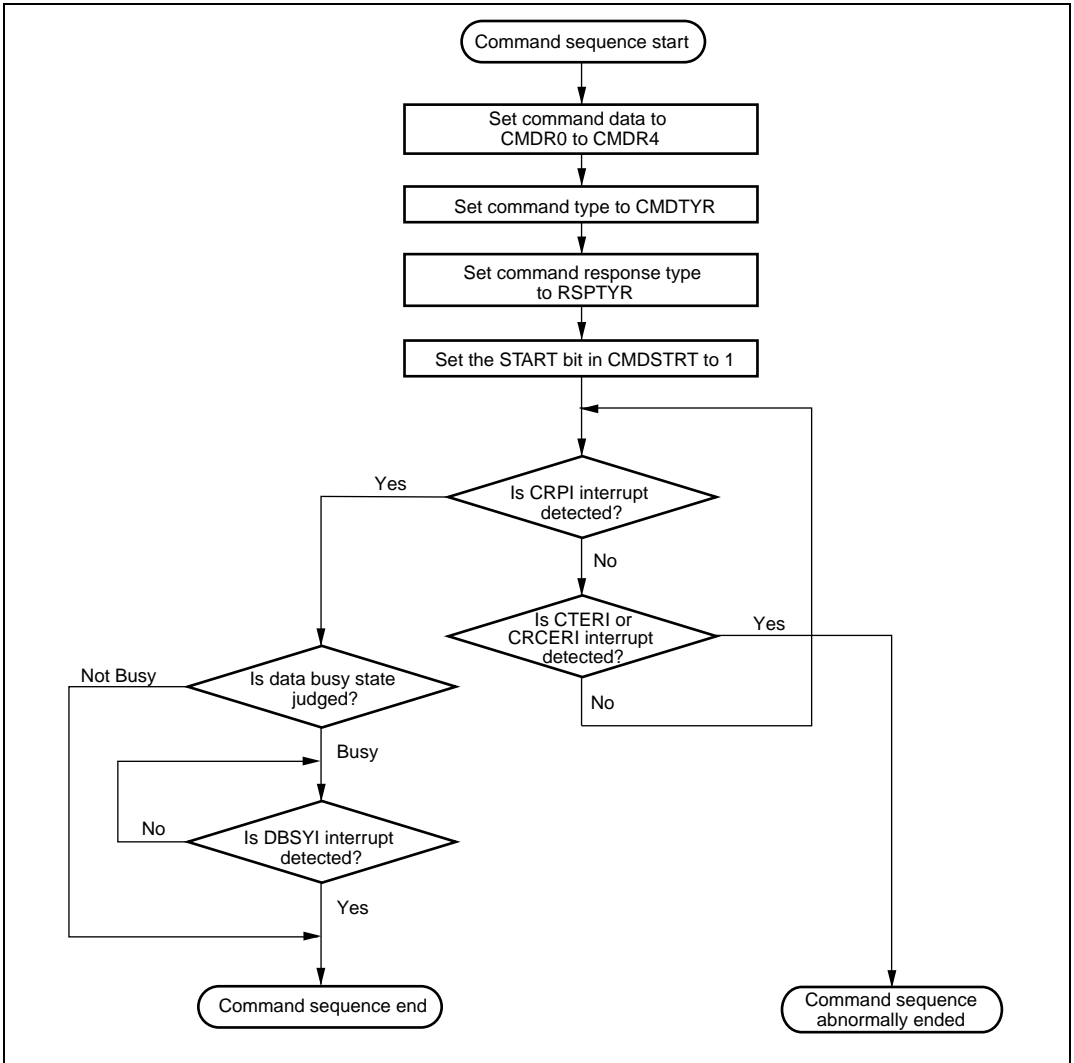 Command sequence start
Set command data to
CMDR0 to CMDR4
Set command type to CMDTYR
Set command response type
to RSPTYR
Set the START bit in CMDSTRT to 1
Yes
Is CRPI interrupt
detected?
No
Is CTERI or
CRCERI interrupt
detected?
Yes
No
Not Busy
Is data busy state
judged?
Busy
No
Is DBSYI interrupt
detected?
Yes
Command sequence end
Command sequence
abnormally ended